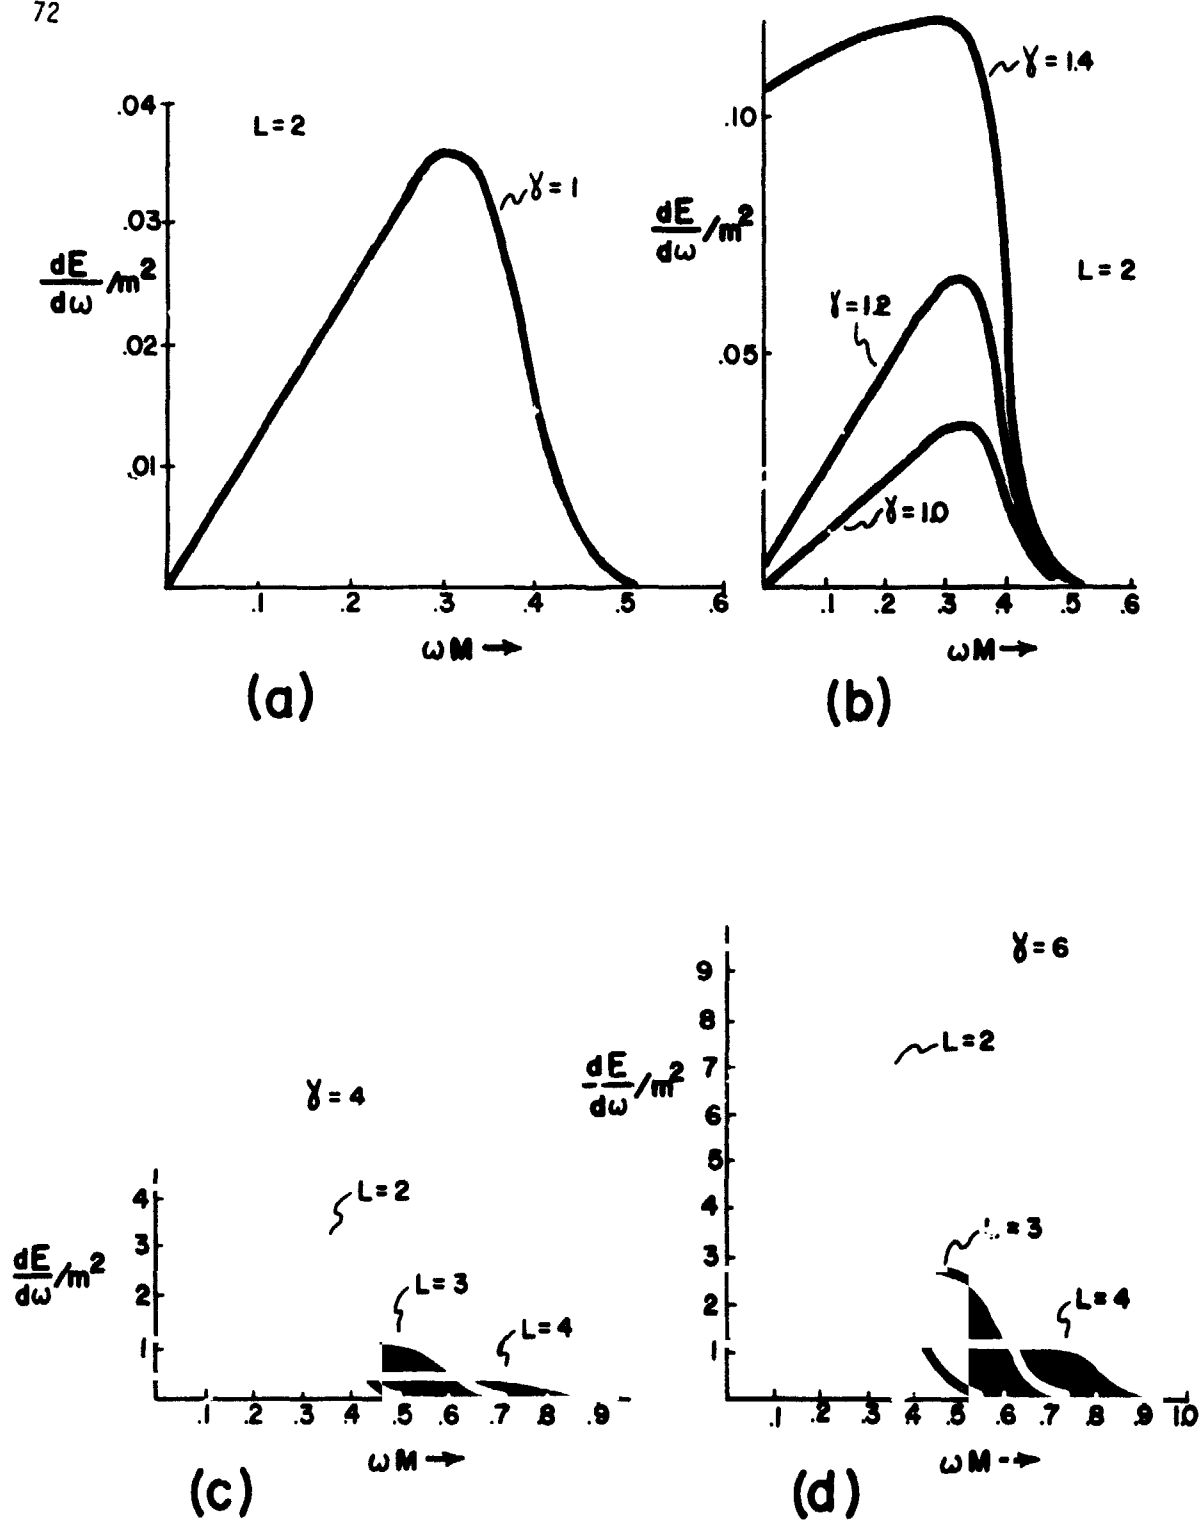 72
L=2
.04
.03
.02
.01
dE/dω /m²
γ=1
.1 .2 .3 .4 .5 .6
ωM→
(a)
.10
.05
dE/dω /m²
γ=1.4
L=2
γ=1.2
γ=1.0
.1 .2 .3 .4 .5 .6
ωM→
(b)
γ=4
4
3
2
1
dE/dω /m²
L=2
L=3
L=4
.1 .2 .3 .4 .5 .6 .7 .8 .9
ωM→
(c)
γ=6
9
8
7
6
5
4
3
2
1
dE/dω /m²
L=2
L=3
L=4
.1 .2 .3 .4 .5 .6 .7 .8 .9 1.0
ωM→
(d)